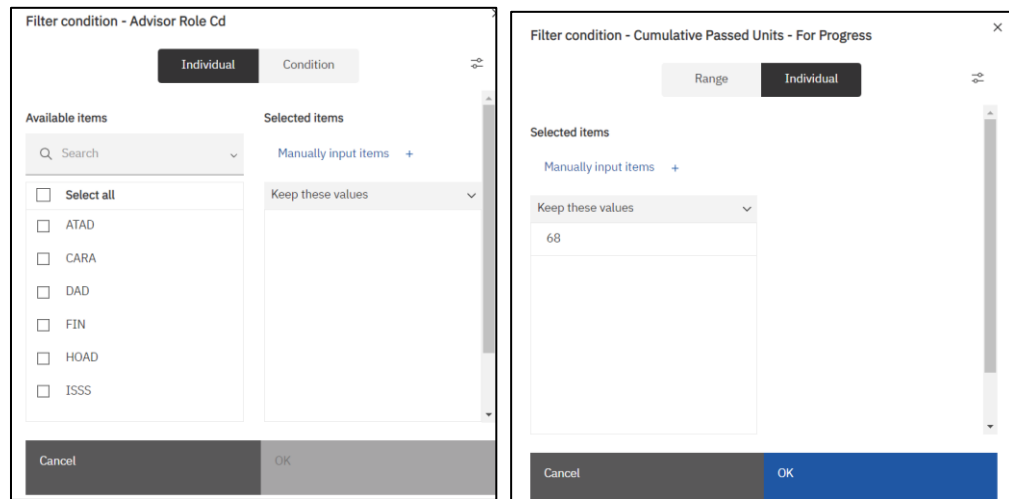 Filter condition - Advisor Role Cd
Individual
Condition
Available items
Selected items
Search
Manually input items +
Select all
Keep these values
ATAD
CARA
DAD
FIN
HOAD
ISSS
Cancel
OK
Filter condition - Cumulative Passed Units - For Progress
Range
Individual
Selected items
Manually input items +
Keep these values
68
Cancel
OK